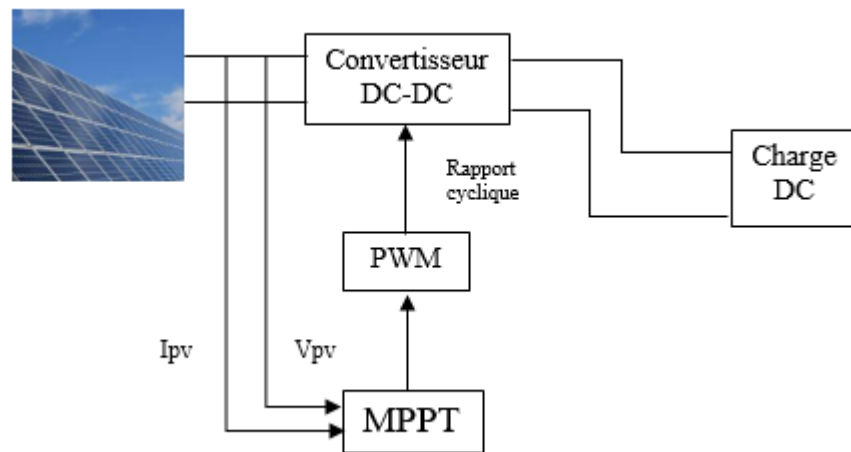 Convertisseur
DC-DC
Charge
DC
Rapport
cyclique
PWM
Ipv
Vpv
MPPT